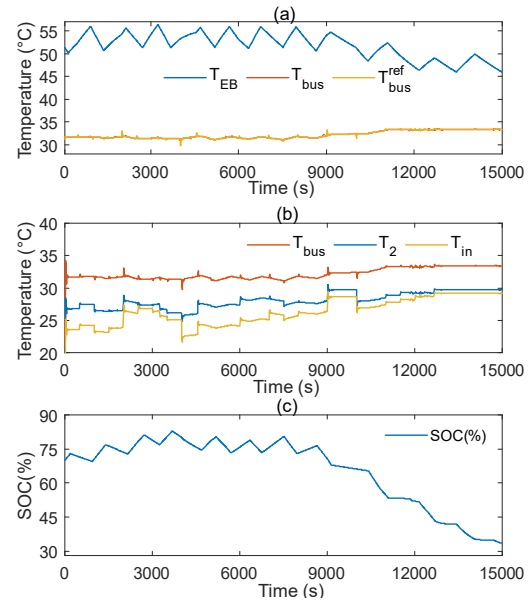 (a)
Temperature (°C)
55
50
45
40
35
30
T_EB T_bus T_bus^ref
0 3000 6000 9000 12000 15000
Time (s)
(b)
Temperature (°C)
40
35
30
25
20
T_bus T_2 T_in
0 3000 6000 9000 12000 15000
Time (s)
(c)
SOC(%)
90
75
60
45
30
SOC(%)
0 3000 6000 9000 12000 15000
Time (s)